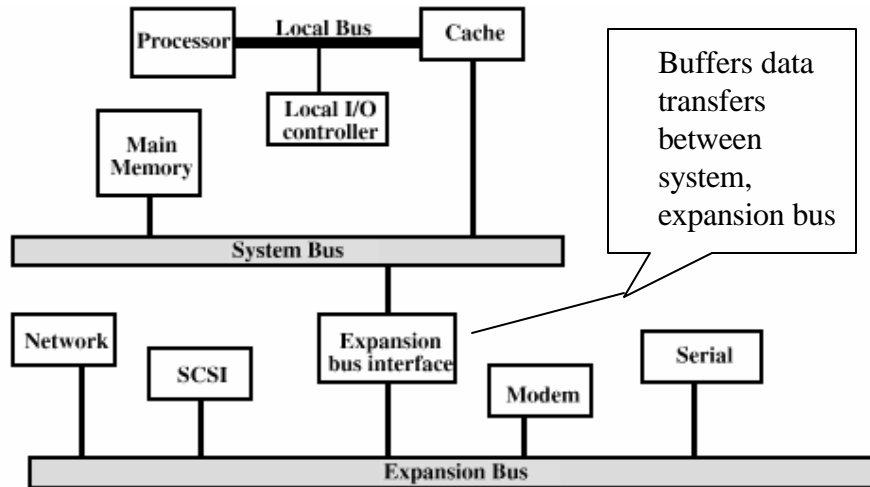 Processor
Local Bus
Cache
Local I/O
controller
Main
Memory
Buffers data
transfers
between
system,
expansion bus
System Bus
Network
SCSI
Expansion
bus interface
Modem
Serial
Expansion Bus